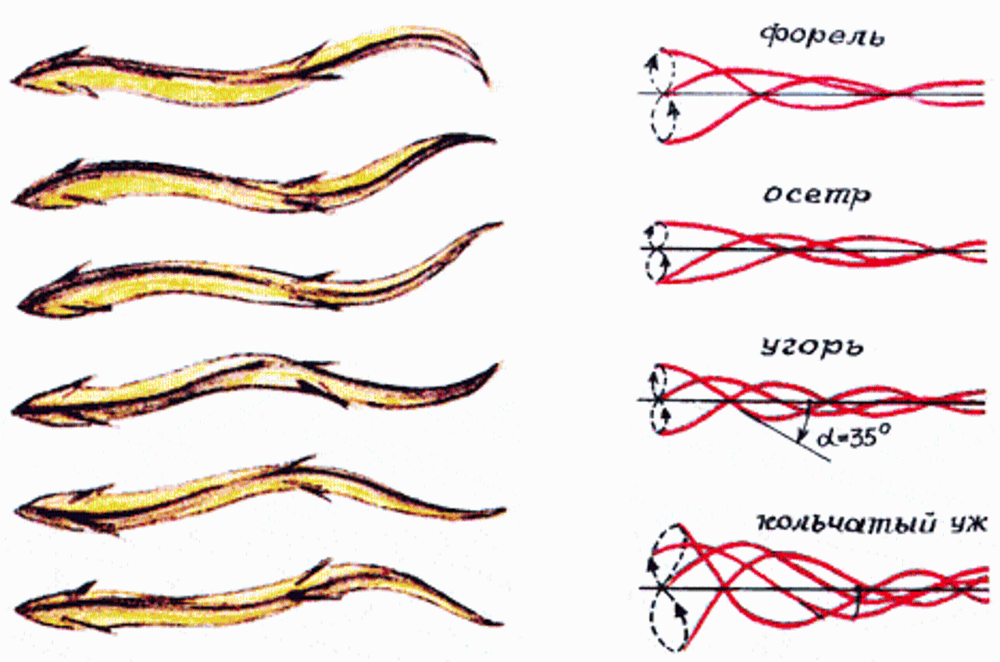 форель
осетр
угорь
α=35°
кольчатый уж